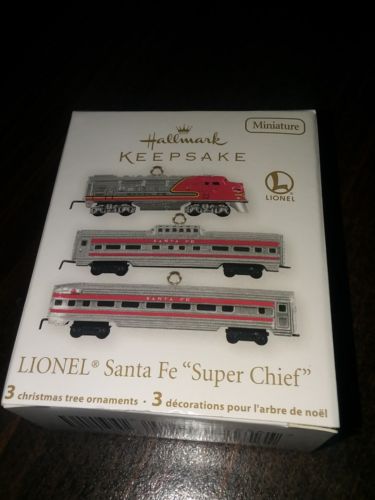 Hallmark
KEEPSAKE
Miniature
L
LIONEL
SANTA FE
SANTA FE
LIONEL® Santa Fe “Super Chief”
3 christmas tree ornaments • 3 décorations pour l'arbre de noël